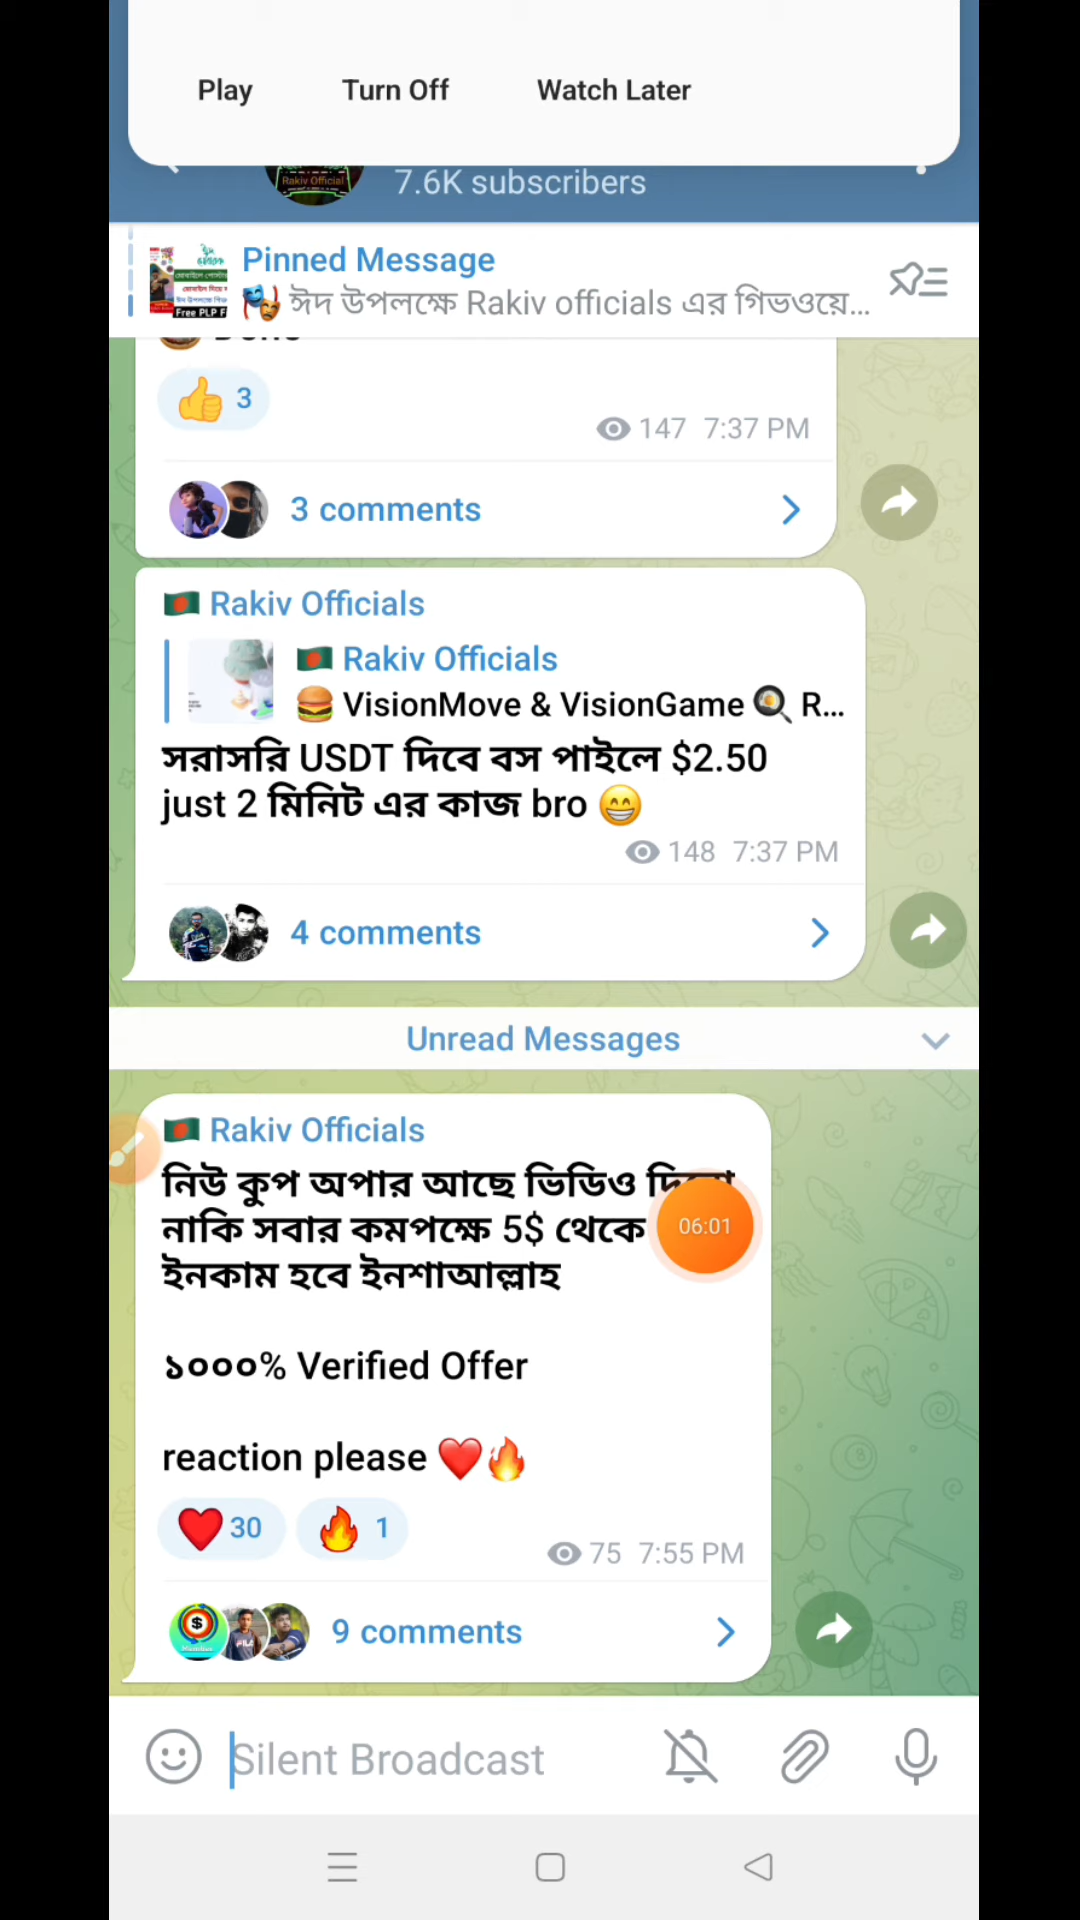 Play Turn Off Watch Later
Rakiv Official
7.6K subscribers
Pinned Message
🎭 ঈদ উপলক্ষে Rakiv officials এর গিভওয়ে...
Free PLP F
👍 3
147 7:37 PM
3 comments
🇧🇩 Rakiv Officials
🇧🇩 Rakiv Officials
🍔 VisionMove & VisionGame 🍳 R...
সরাসরি USDT দিবে বস পাইলে $2.50
just 2 মিনিট এর কাজ bro 😁
148 7:37 PM
4 comments
Unread Messages
🇧🇩 Rakiv Officials
নিউ কুপ অপার আছে ভিডিও
নাকি সবার কমপক্ষে 5$ থেকে
06:01
ইনকাম হবে ইনশাআল্লাহ
১০০০% Verified Offer
reaction please ❤️🔥
❤️ 30 🔥 1
75 7:55 PM
9 comments
Silent Broadcast